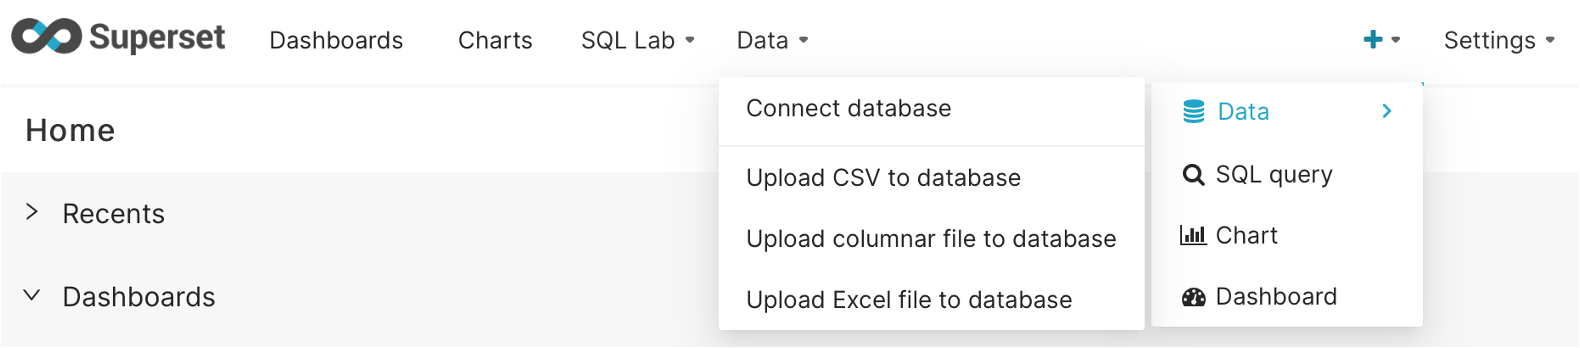 Superset Dashboards Charts SQL Lab Data Settings
Home
Recents
Dashboards
Connect database
Upload CSV to database
Upload columnar file to database
Upload Excel file to database
Data
SQL query
Chart
Dashboard